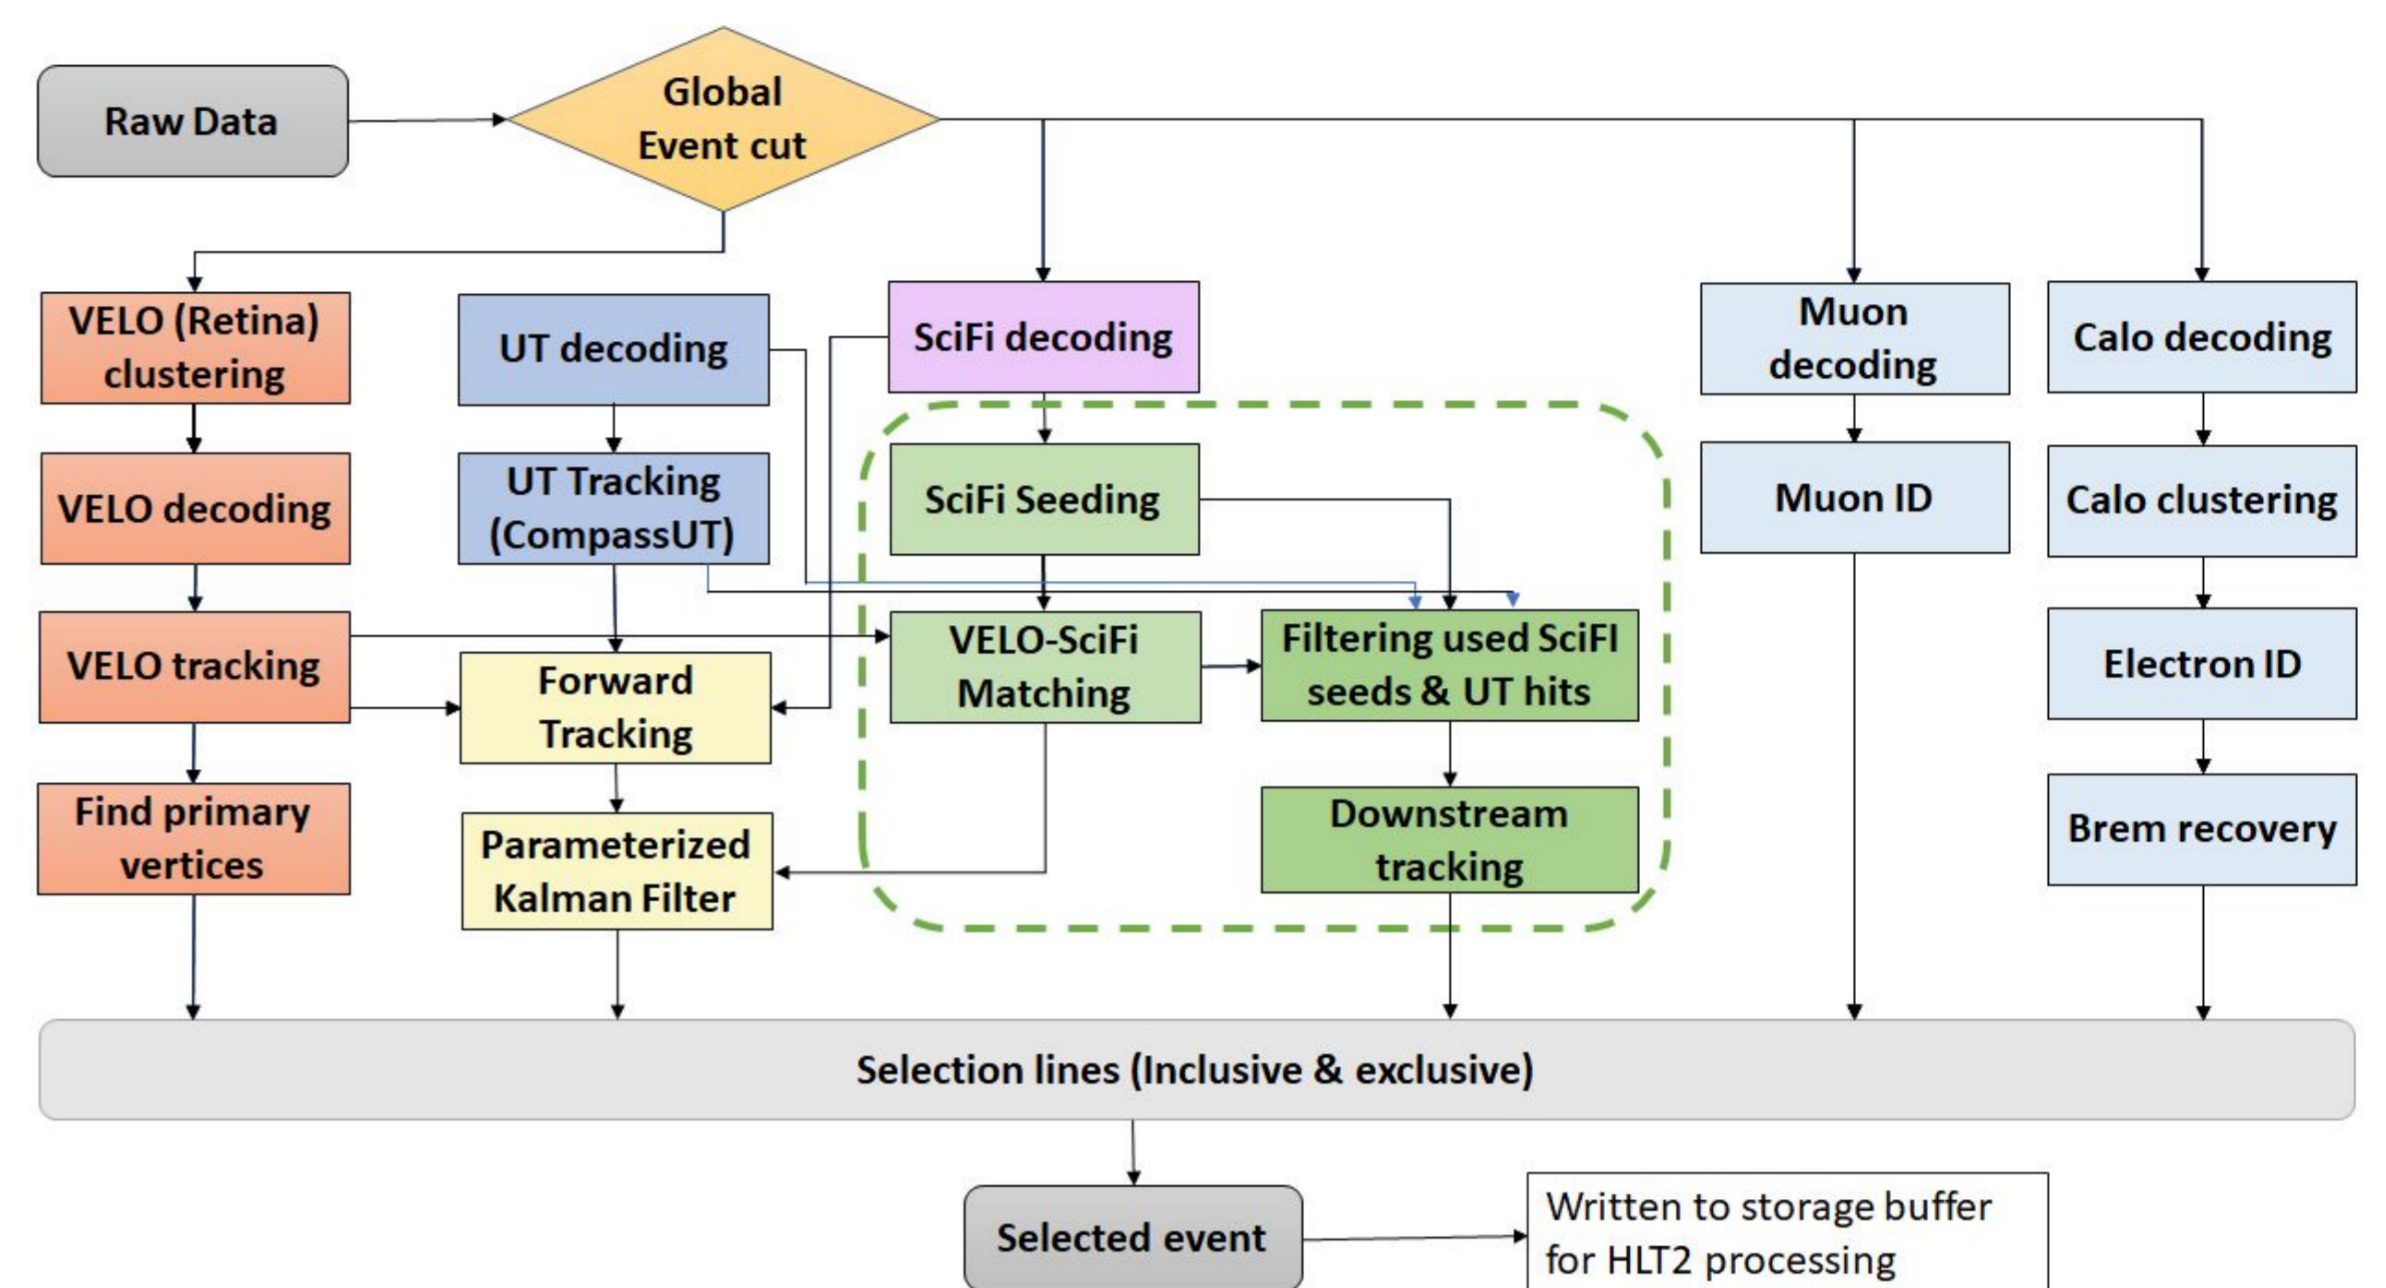 Raw Data
Global
Event cut
VELO (Retina)
clustering
VELO decoding
VELO tracking
Find primary
vertices
UT decoding
UT Tracking
(CompassUT)
Forward
Tracking
Parameterized
Kalman Filter
SciFi decoding
SciFi Seeding
VELO-SciFi
Matching
Filtering used SciFI
seeds & UT hits
Downstream
tracking
Muon
decoding
Muon ID
Calo decoding
Calo clustering
Electron ID
Brem recovery
Selection lines (Inclusive & exclusive)
Selected event
Written to storage buffer
for HLT2 processing